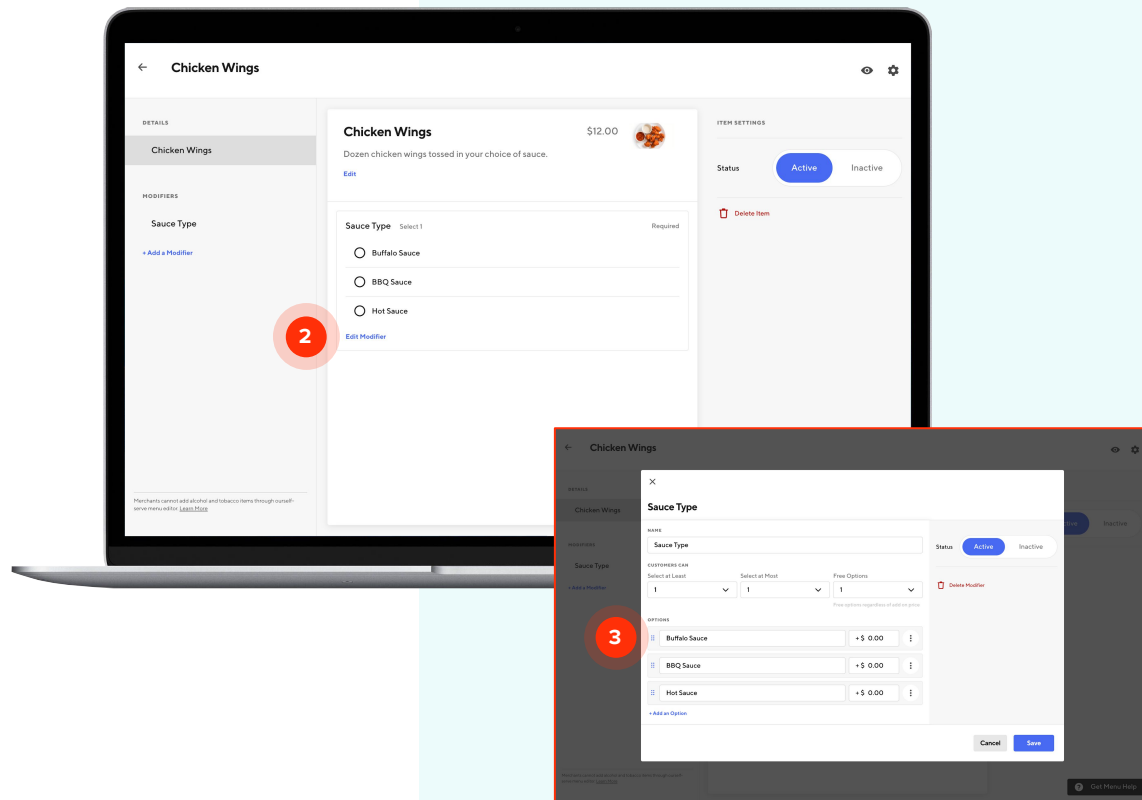 Chicken Wings
DETAILS
Chicken Wings
MODIFIERS
Sauce Type
+ Add a Modifier
Merchants cannot add alcohol and tobacco items through ourself-
serve menu editor. Learn More
Chicken Wings
$12.00
Dozen chicken wings tossed in your choice of sauce.
Edit
Sauce Type Select 1 Required
Buffalo Sauce
BBQ Sauce
Hot Sauce
2
Edit Modifier
ITEM SETTINGS
Status Active Inactive
Delete Item
Chicken Wings
DETAILS
Chicken Wings
MODIFIERS
Sauce Type
+ Add a Modifier
Sauce Type
NAME
Sauce Type
CUSTOMERS CAN
Select at Least Select at Most Free Options
1 1 1
Free options regardless of add-on price
OPTIONS
3
Buffalo Sauce +$ 0.00
BBQ Sauce +$ 0.00
Hot Sauce +$ 0.00
+ Add an Option
Status Active Inactive
Delete Modifier
Cancel Save
Inactive
Get Menu Help